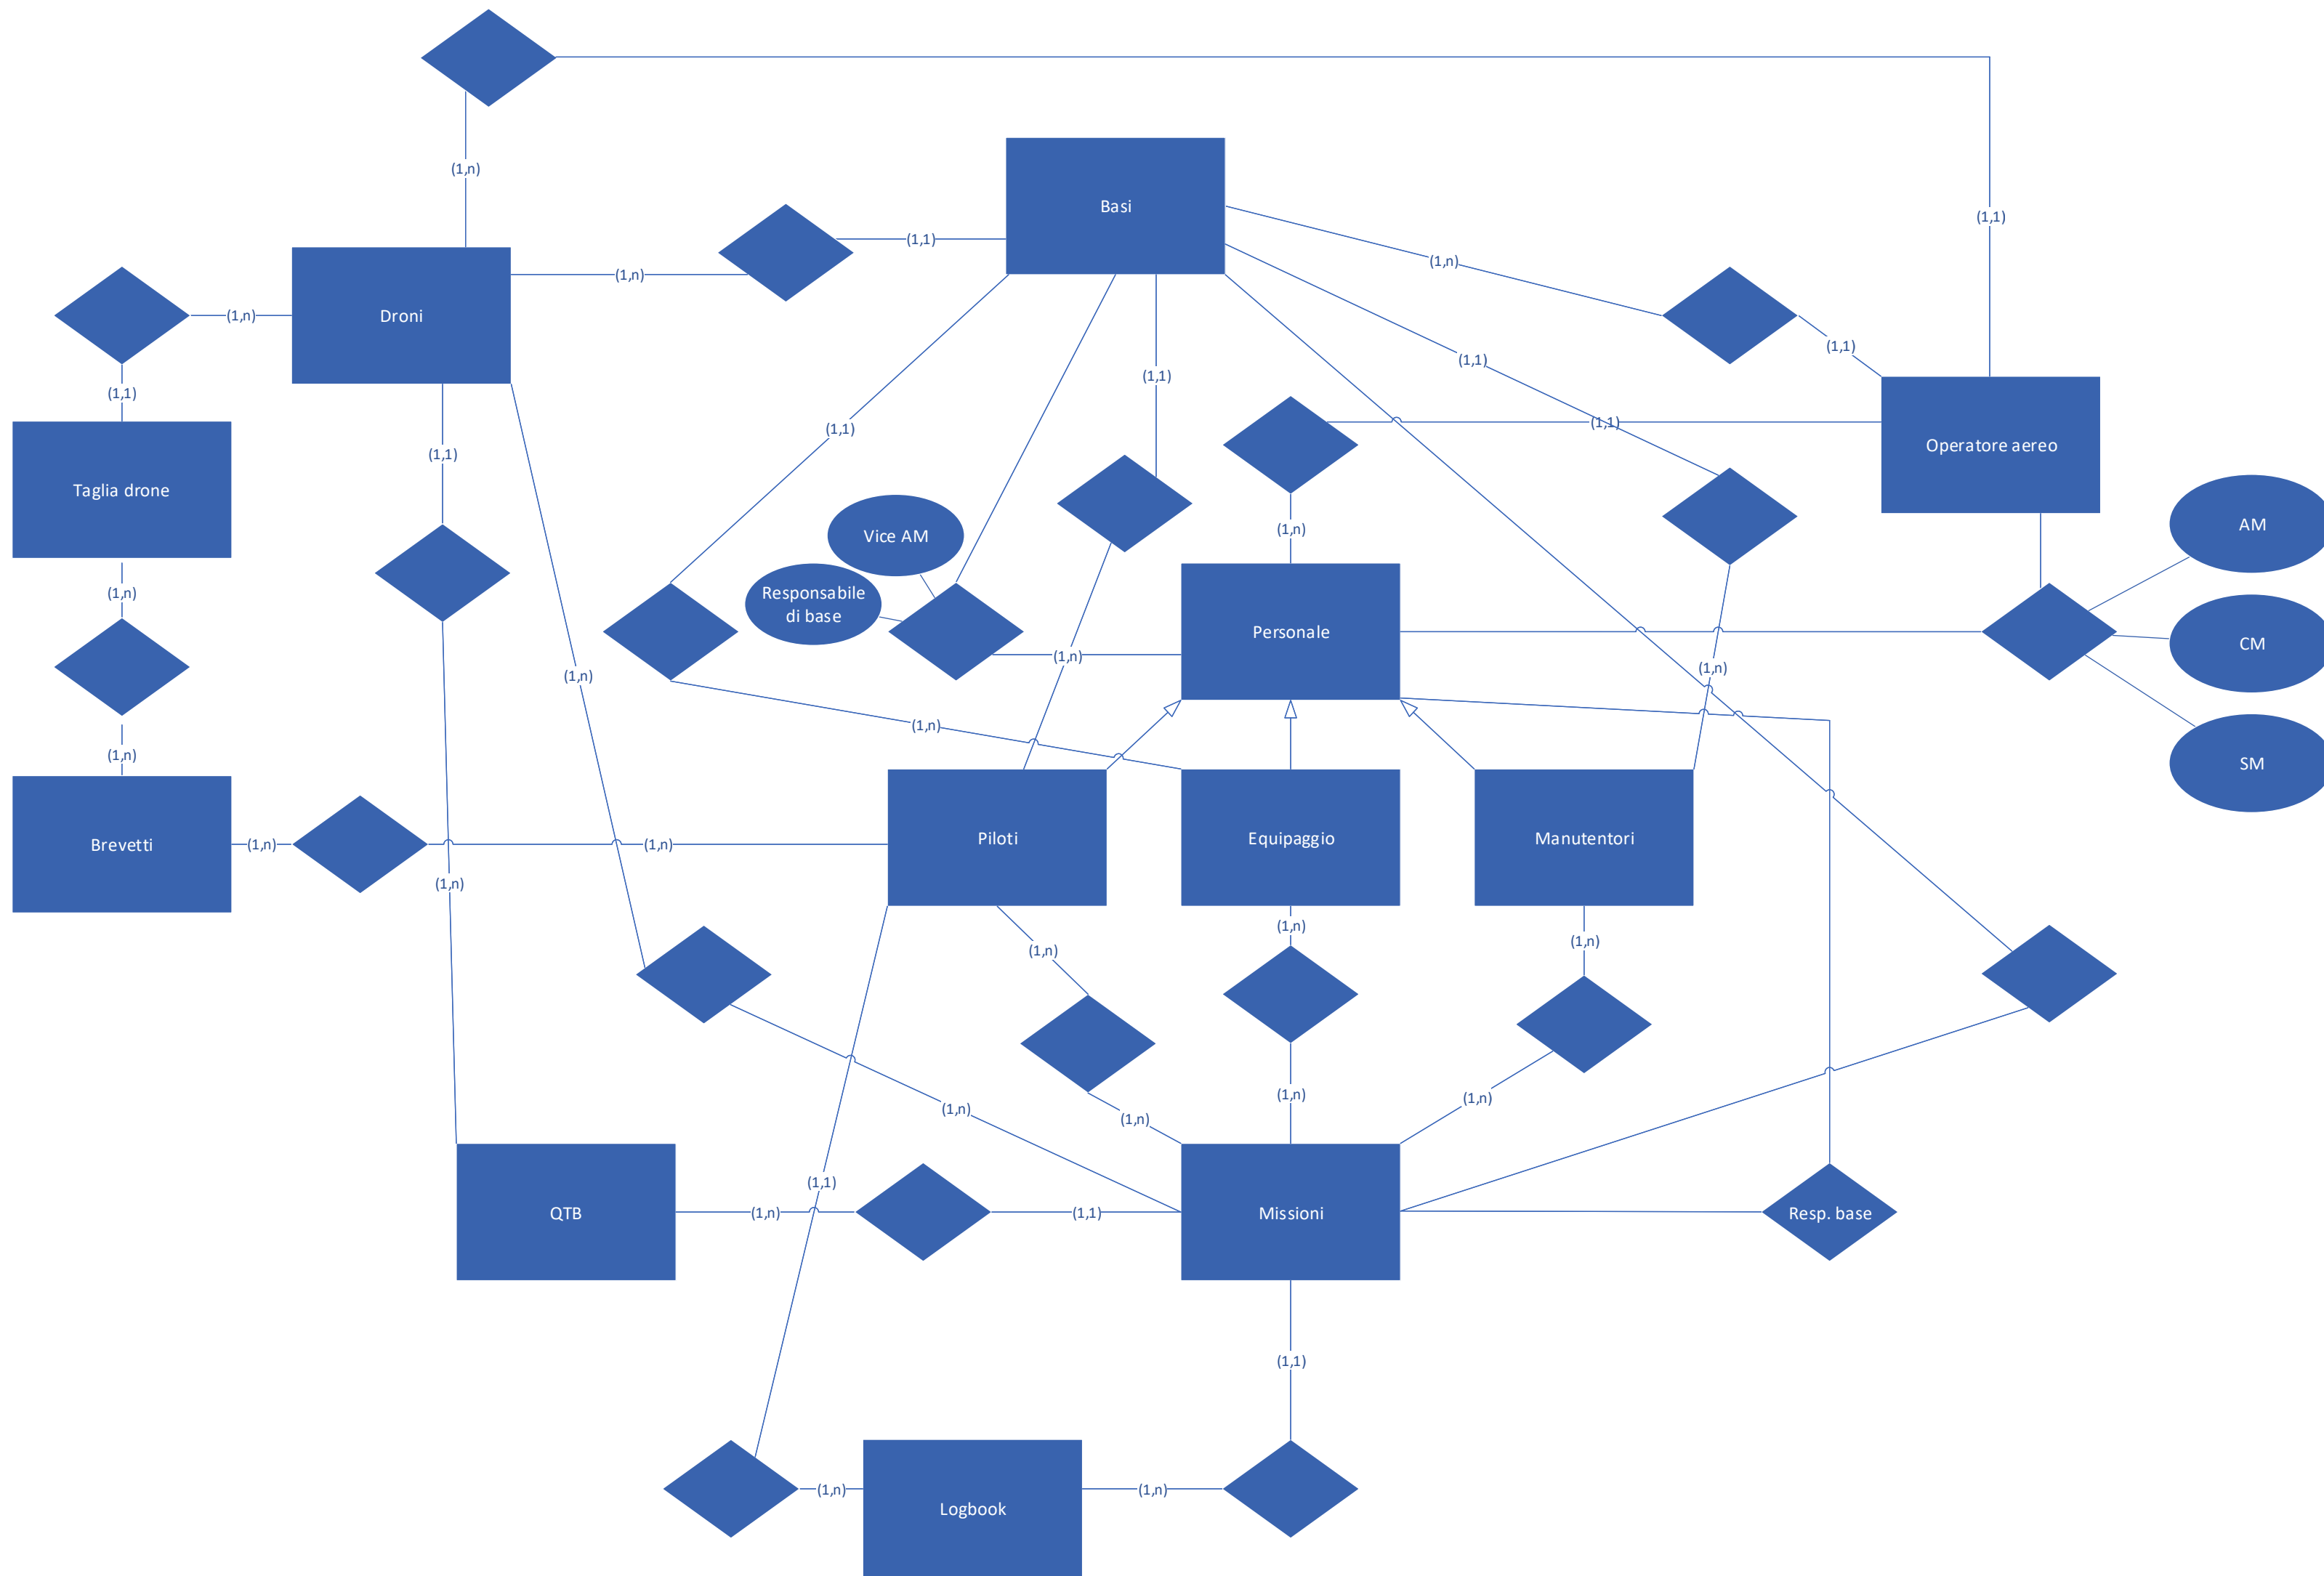 (1,n)
Basi
(1,1)
(1,1)
(1,n)
(1,n)
(1,n)
Droni
(1,1)
(1,1)
(1,1)
(1,1)
(1,1)
(1,1)
(1,1)
Operatore aereo
(1,1)
Taglia drone
(1,n)
Vice AM
AM
Responsabile
di base
(1,n)
Personale
CM
(1,n)
(1,n)
(1,n)
(1,n)
(1,n)
SM
Brevetti
(1,n)
(1,n)
Piloti
Equipaggio
Manutentori
(1,n)
(1,n)
(1,n)
(1,n)
(1,n)
(1,n)
(1,n)
(1,n)
(1,1)
QTB
(1,n)
(1,1)
Missioni
Resp. base
(1,1)
(1,n)
(1,n)
Logbook